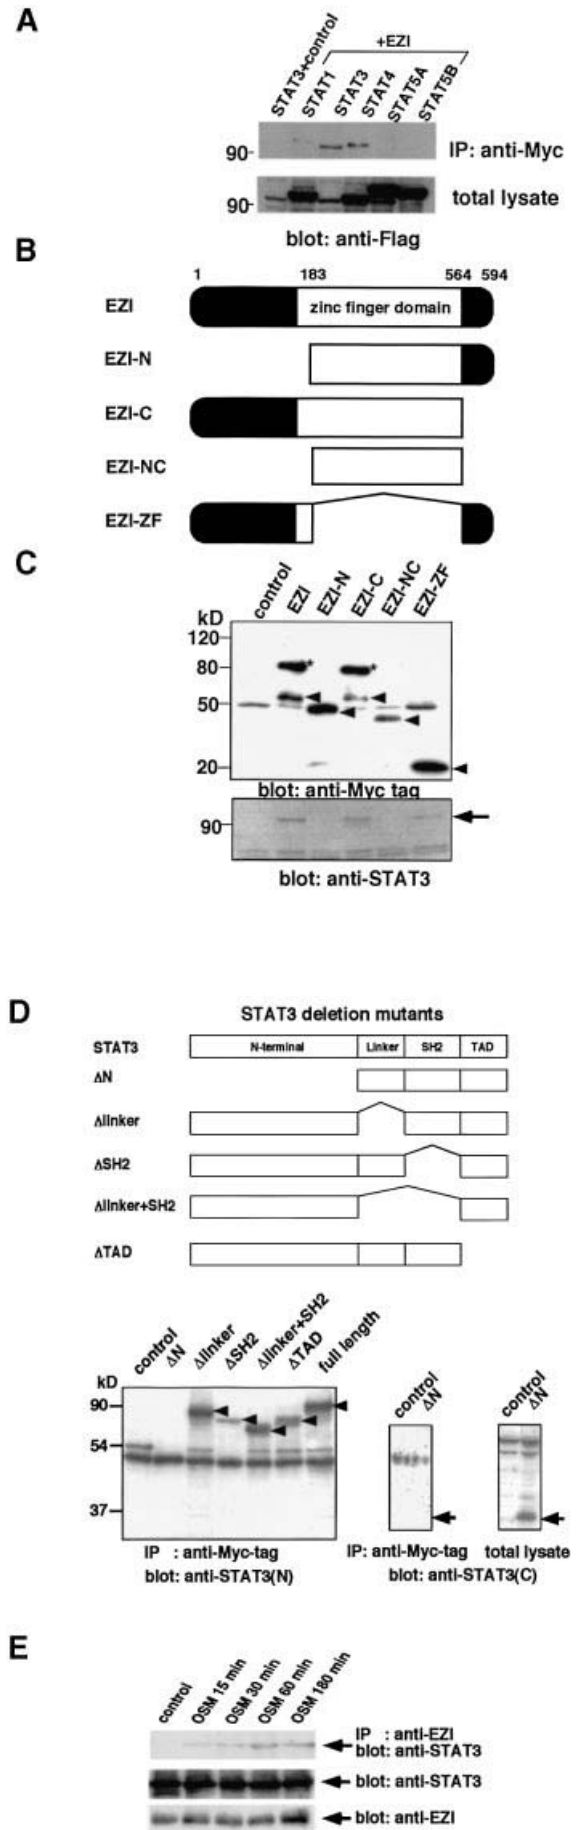 A
+EZI
STAT3+control
STAT1
STAT3
STAT4
STAT5A
STAT5B
90-
IP: anti-Myc
90-
total lysate
blot: anti-Flag
B
1 183 564 594
EZI
zinc finger domain
EZI-N
EZI-C
EZI-NC
EZI-ZF
C
control
EZI
EZI-N
EZI-C
EZI-NC
EZI-ZF
kD
120
80
*
*
50
20
blot: anti-Myc tag
90
blot: anti-STAT3
D
STAT3 deletion mutants
STAT3 N-terminal Linker SH2 TAD
ΔN
Δlinker
ΔSH2
Δlinker+SH2
ΔTAD
control
ΔN
Δlinker
ΔSH2
Δlinker+SH2
ΔTAD
full length
kD
90
54
37
IP : anti-Myc-tag
blot: anti-STAT3(N)
control
ΔN
control
ΔN
IP: anti-Myc-tag total lysate
blot: anti-STAT3(C)
E
control
OSM 15 min
OSM 30 min
OSM 60 min
OSM 180 min
IP : anti-EZI
blot: anti-STAT3
blot: anti-STAT3
blot: anti-EZI